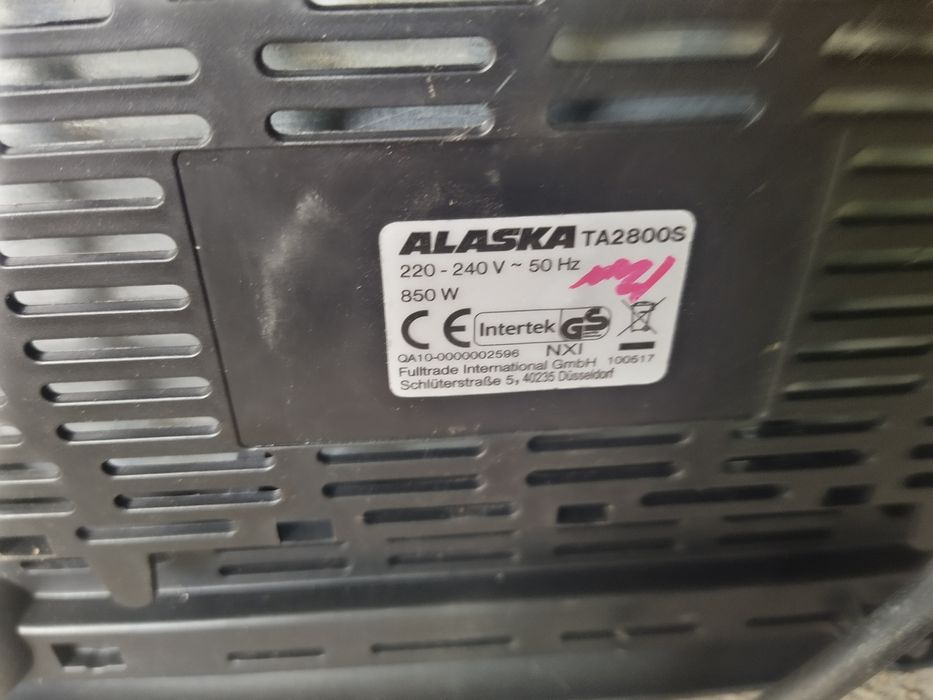 ALASKA TA2800S
220 - 240 V ~ 50 Hz
850 W
CE Intertek GS
QA10-0000002596 NXI
Fulltrade International GmbH 100517
Schlüterstraße 5, 40235 Düsseldorf